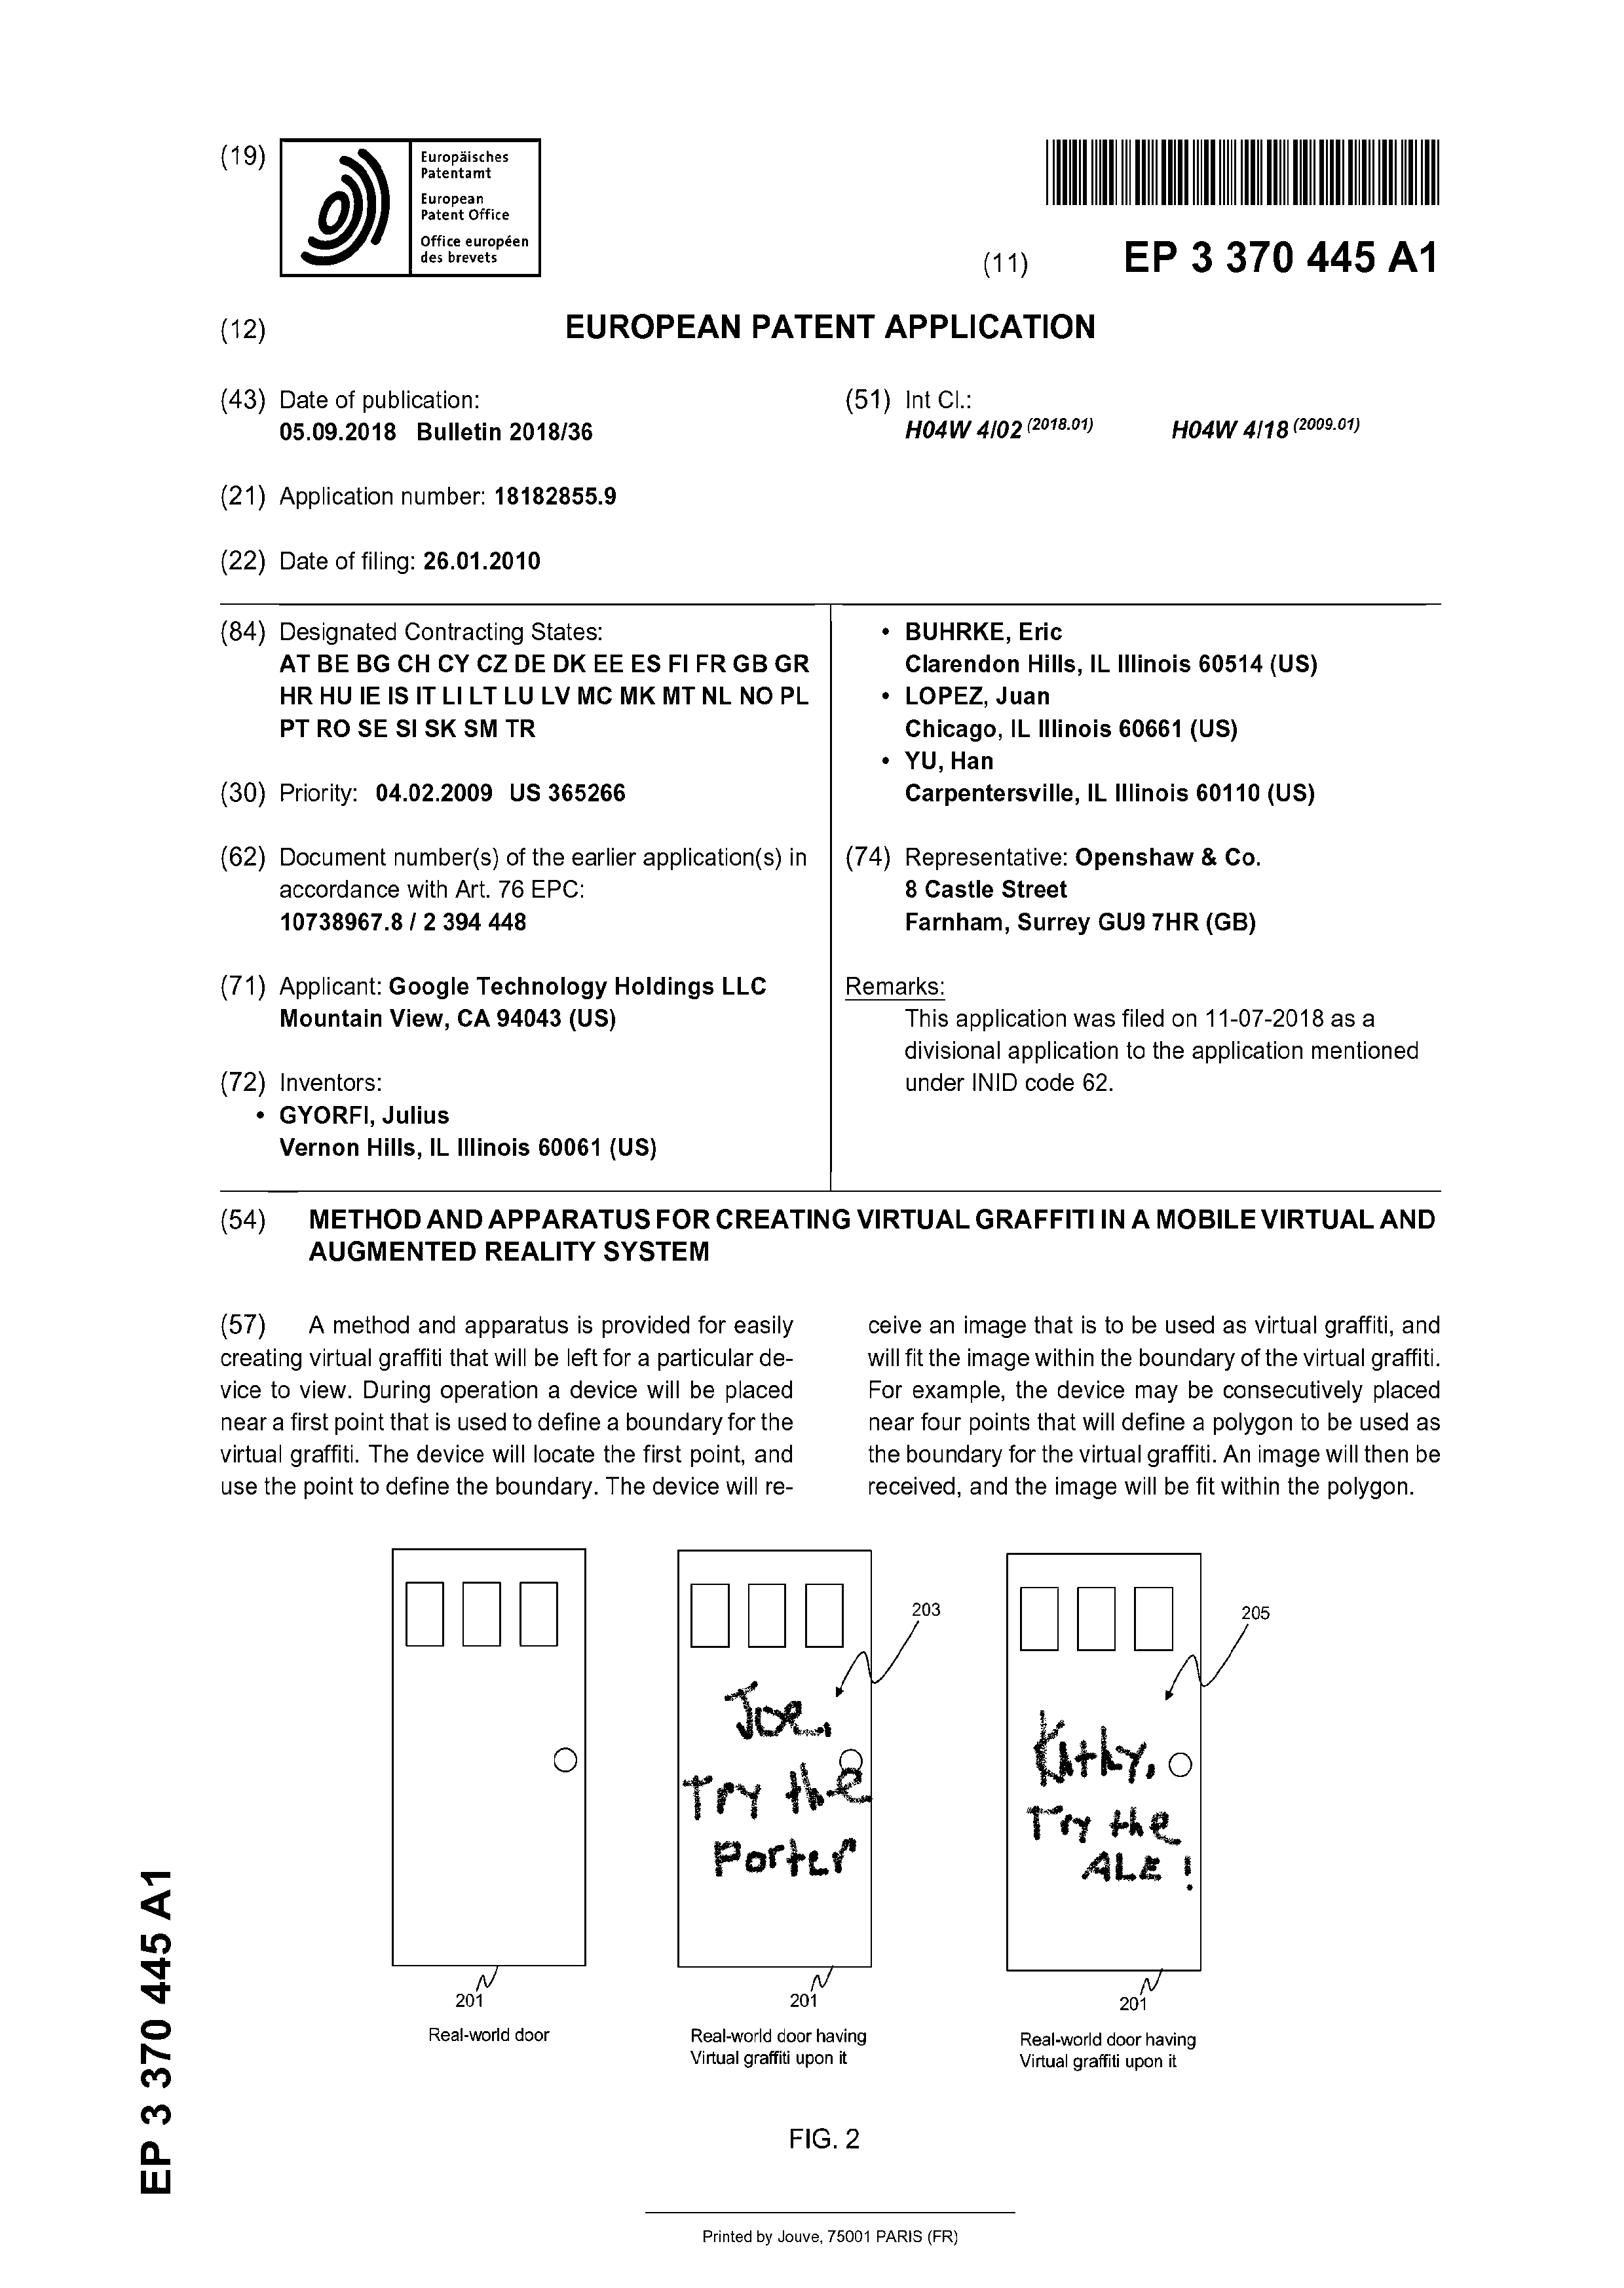 (19)
Europäisches
Patentamt
European
Patent Office
Office européen
des brevets
(11) EP 3 370 445 A1
(12) EUROPEAN PATENT APPLICATION
(43) Date of publication:
05.09.2018 Bulletin 2018/36
(51) Int Cl.:
H04W 4/02 (2018.01) H04W 4/18 (2009.01)
(21) Application number: 18182855.9
(22) Date of filing: 26.01.2010
(84) Designated Contracting States:
AT BE BG CH CY CZ DE DK EE ES FI FR GB GR
HR HU IE IS IT LI LT LU LV MC MK MT NL NO PL
PT RO SE SI SK SM TR
(30) Priority: 04.02.2009 US 365266
(62) Document number(s) of the earlier application(s) in
accordance with Art. 76 EPC:
10738967.8 / 2 394 448
(71) Applicant: Google Technology Holdings LLC
Mountain View, CA 94043 (US)
(72) Inventors:
• GYORFI, Julius
Vernon Hills, IL Illinois 60061 (US)
• BUHRKE, Eric
Clarendon Hills, IL Illinois 60514 (US)
• LOPEZ, Juan
Chicago, IL Illinois 60661 (US)
• YU, Han
Carpentersville, IL Illinois 60110 (US)
(74) Representative: Openshaw & Co.
8 Castle Street
Farnham, Surrey GU9 7HR (GB)
Remarks:
This application was filed on 11-07-2018 as a
divisional application to the application mentioned
under INID code 62.
(54) METHOD AND APPARATUS FOR CREATING VIRTUAL GRAFFITI IN A MOBILE VIRTUAL AND
AUGMENTED REALITY SYSTEM
(57) A method and apparatus is provided for easily
creating virtual graffiti that will be left for a particular de-
vice to view. During operation a device will be placed
near a first point that is used to define a boundary for the
virtual graffiti. The device will locate the first point, and
use the point to define the boundary. The device will re-
ceive an image that is to be used as virtual graffiti, and
will fit the image within the boundary of the virtual graffiti.
For example, the device may be consecutively placed
near four points that will define a polygon to be used as
the boundary for the virtual graffiti. An image will then be
received, and the image will be fit within the polygon.
203
Joe,
Try the
Porter
205
Kathy,
Try the
ALE!
201
Real-world door
201
Real-world door having
Virtual graffiti upon it
201
Real-world door having
Virtual graffiti upon it
FIG. 2
EP 3 370 445 A1
Printed by Jouve, 75001 PARIS (FR)